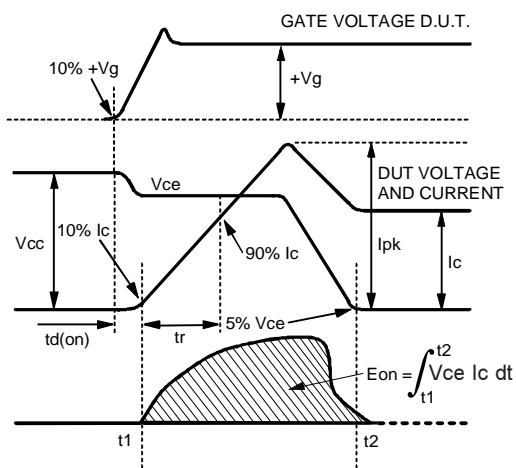 GATE VOLTAGE D.U.T.
10% +Vg
+Vg
Vce
DUT VOLTAGE
AND CURRENT
Vcc
10% Ic
90% Ic
Ipk
Ic
td(on)
tr
5% Vce
Eon = ∫ Vce Ic dt
t2
t1
t1
t2